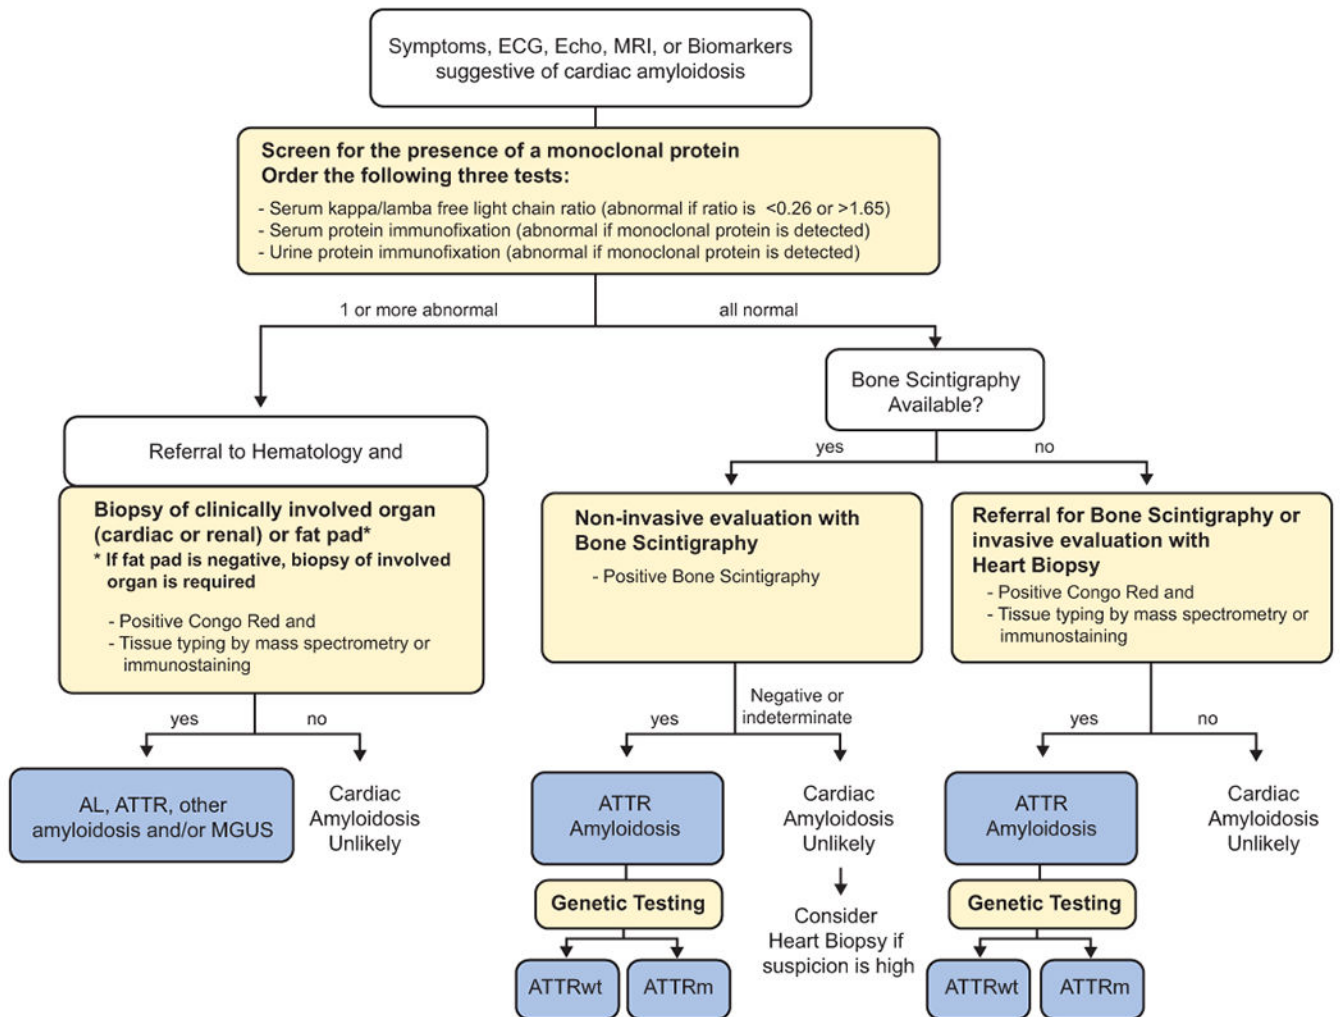 Symptoms, ECG, Echo, MRI, or Biomarkers
suggestive of cardiac amyloidosis
Screen for the presence of a monoclonal protein
Order the following three tests:
- Serum kappa/lamba free light chain ratio (abnormal if ratio is <0.26 or >1.65)
- Serum protein immunofixation (abnormal if monoclonal protein is detected)
- Urine protein immunofixation (abnormal if monoclonal protein is detected)
1 or more abnormal
all normal
Bone Scintigraphy
Available?
yes
no
Referral to Hematology and
Biopsy of clinically involved organ
(cardiac or renal) or fat pad*
* If fat pad is negative, biopsy of involved
organ is required
- Positive Congo Red and
- Tissue typing by mass spectrometry or
immunostaining
Non-invasive evaluation with
Bone Scintigraphy
- Positive Bone Scintigraphy
Referral for Bone Scintigraphy or
invasive evaluation with
Heart Biopsy
- Positive Congo Red and
- Tissue typing by mass spectrometry or
immunostaining
yes
no
yes
Negative or
indeterminate
yes
no
AL, ATTR, other
amyloidosis and/or MGUS
Cardiac
Amyloidosis
Unlikely
ATTR
Amyloidosis
Cardiac
Amyloidosis
Unlikely
ATTR
Amyloidosis
Cardiac
Amyloidosis
Unlikely
Genetic Testing
Consider
Heart Biopsy if
suspicion is high
Genetic Testing
ATTRwt
ATTRm
ATTRwt
ATTRm